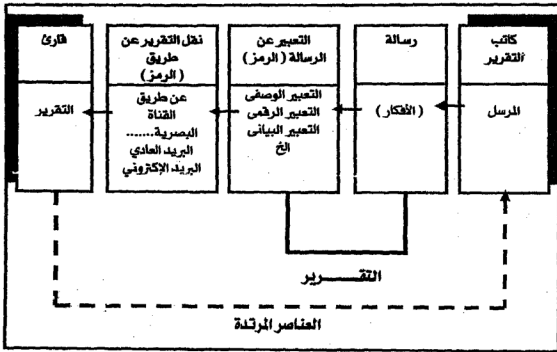 كاتب
التقرير
المرسل
رسالة
(الأفكار)
التعبير عن
الرسالة (الرمز)
التعبير الوصفى
التعبير الرقمى
التعبير البيانى
الخ
نقل التقرير عن
طريق
(الرمز)
عن طريق
القناة
البصرية.......
البريد العادي
البريد الإلكتروني
قارئ
التقرير
التقـــــرير
العناصر المرتدة